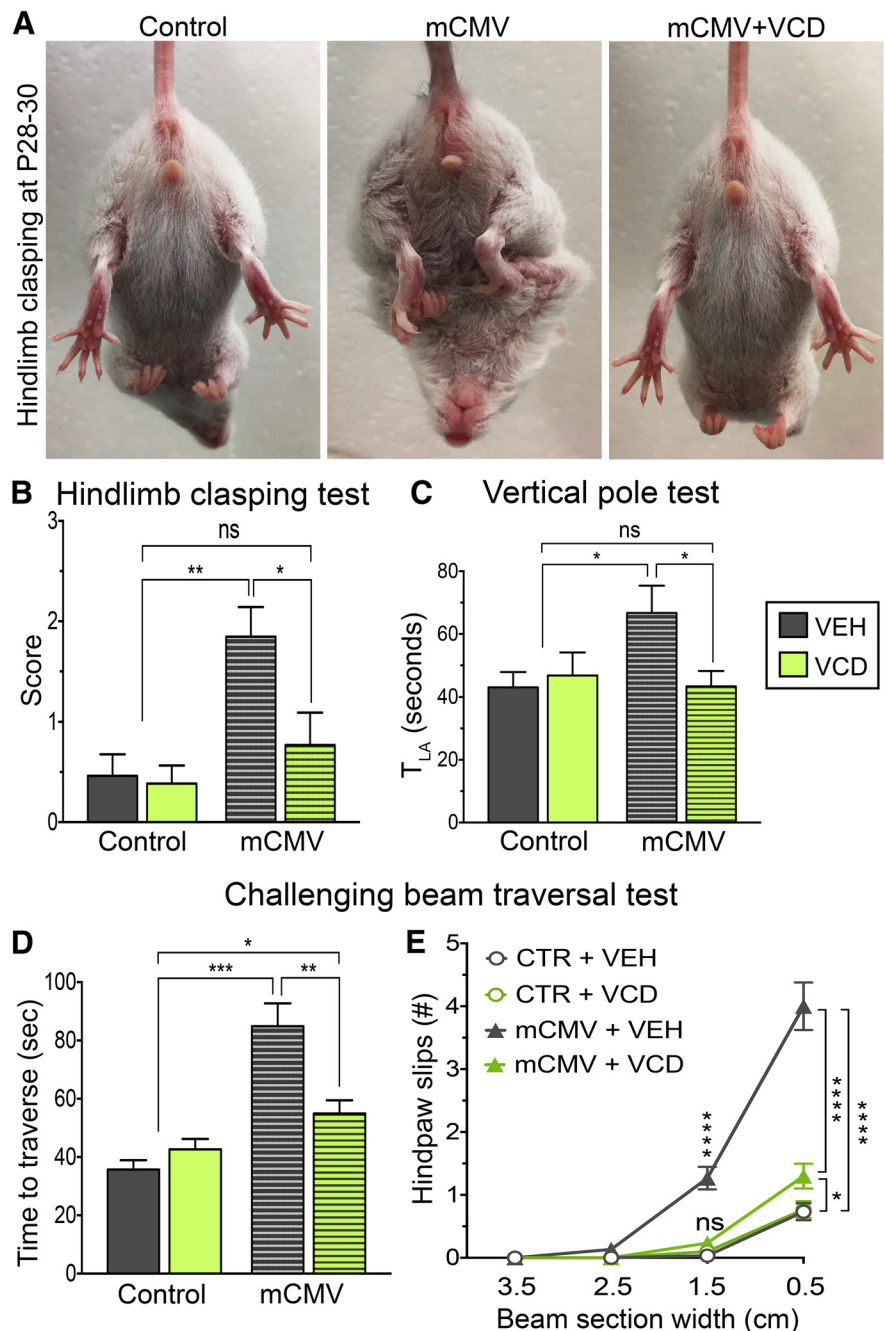 A
Control mCMV mCMV+VCD
Hindlimb clasping at P28-30
B Hindlimb clasping test
ns
** *
3
2
1
0
Score
Control mCMV
C Vertical pole test
ns
* *
80
60
40
20
0
TLA (seconds)
Control mCMV
VEH
VCD
Challenging beam traversal test
D
*
*** **
100
80
60
40
20
0
Time to traverse (sec)
Control mCMV
E
CTR + VEH
CTR + VCD
mCMV + VEH
mCMV + VCD
5
4
3
2
1
0
Hindpaw slips (#)
****
ns
****
****
*
3.5 2.5 1.5 0.5
Beam section width (cm)